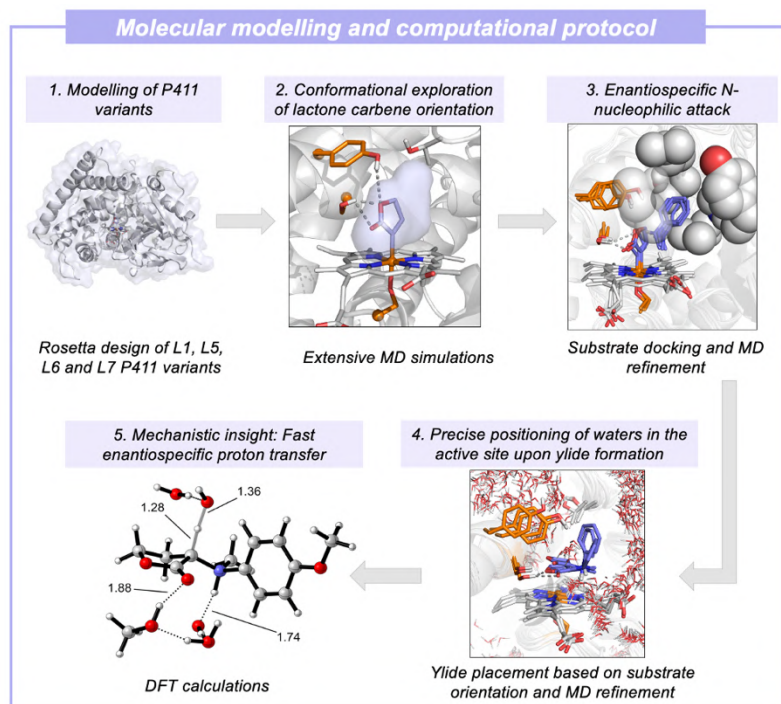 Molecular modelling and computational protocol
1. Modelling of P411
variants
Rosetta design of L1, L5,
L6 and L7 P411 variants
2. Conformational exploration
of lactone carbene orientation
Extensive MD simulations
3. Enantiospecific N-
nucleophilic attack
Substrate docking and MD
refinement
4. Precise positioning of waters in the
active site upon ylide formation
Ylide placement based on substrate
orientation and MD refinement
5. Mechanistic insight: Fast
enantiospecific proton transfer
1.36
1.28
1.88
1.74
DFT calculations